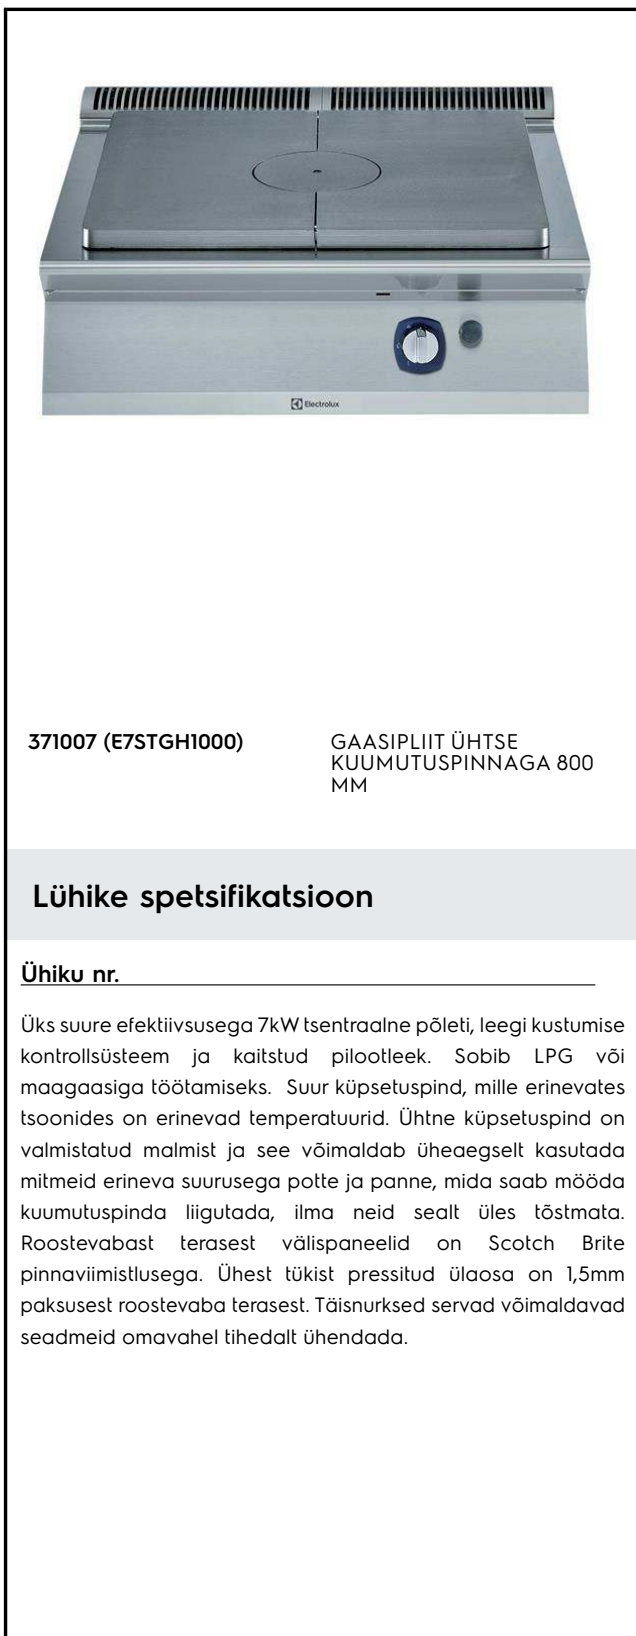 Electrolux
371007 (E7STGH1000)
GAASIPLIIT ÜHTSE
KUUMUTUSPINNAGA 800
MM
Lühike spetsifikatsioon
Ühiku nr.
Üks suure efektiivsusega 7kW tsentraalne põleti, leegi kustumise
kontrollsüsteem ja kaitstud pilootleek. Sobib LPG või
maagaasiga töötamiseks. Suur küpsetuspind, mille erinevates
tsoonides on erinevad temperatuurid. Ühtne küpsetuspind on
valmistatud malmist ja see võimaldab üheaegselt kasutada
mitmeid erineva suurusega potte ja panne, mida saab mööda
kuumutuspinda liigutada, ilma neid sealt üles tõstmata.
Roostevabast terasest välispaneelid on Scotch Brite
pinnaviimistlusega. Ühest tükist pressitud ülaosa on 1,5mm
paksusest roostevaba terasest. Täisnurksed servad võimaldavad
seadmeid omavahel tihedalt ühendada.